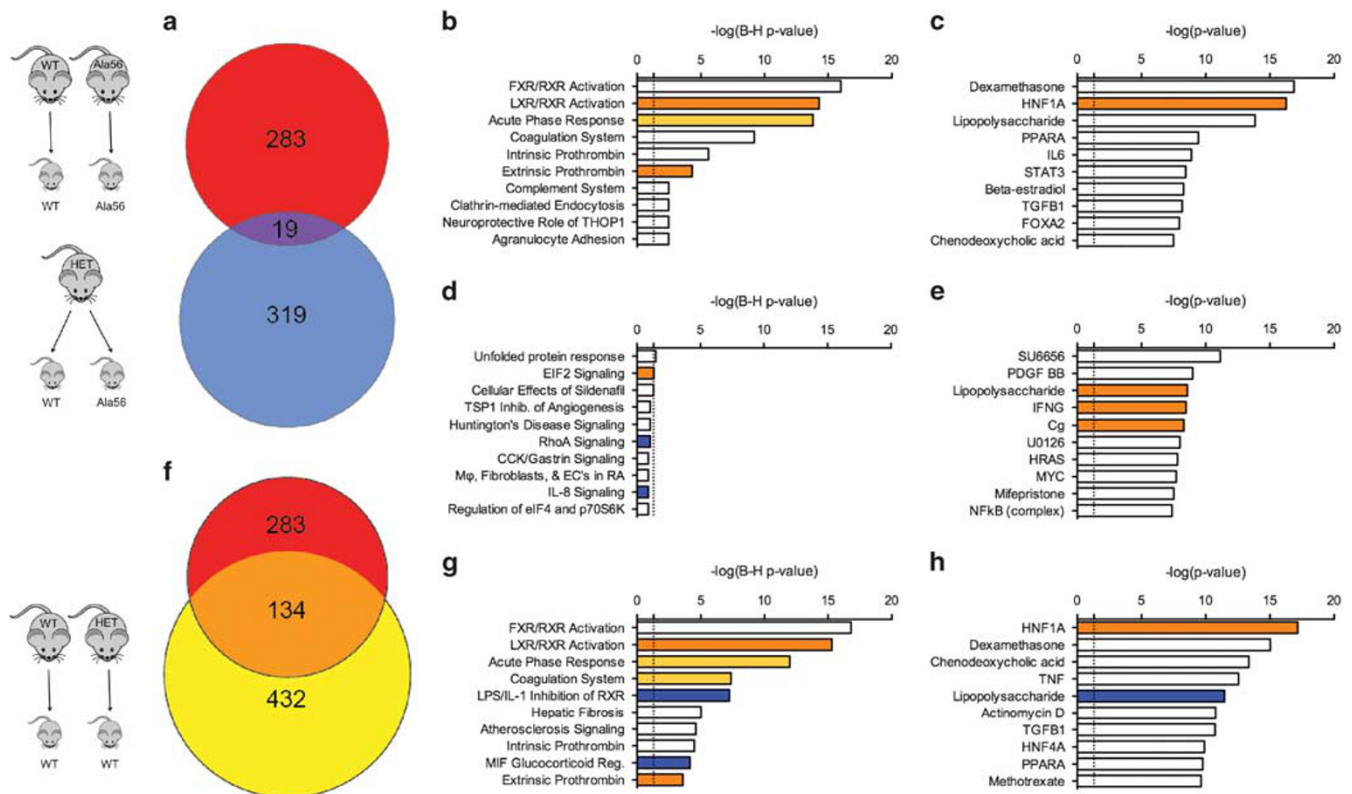 a
WT
Ala56
WT
Ala56
283
19
HET
319
WT
Ala56
b
-log(B-H p-value)
0 5 10 15 20
FXR/RXR Activation
LXR/RXR Activation
Acute Phase Response
Coagulation System
Intrinsic Prothrombin
Extrinsic Prothrombin
Complement System
Clathrin-mediated Endocytosis
Neuroprotective Role of THOP1
Agranulocyte Adhesion
c
-log(p-value)
0 5 10 15 20
Dexamethasone
HNF1A
Lipopolysaccharide
PPARA
IL6
STAT3
Beta-estradiol
TGFB1
FOXA2
Chenodeoxycholic acid
d
-log(B-H p-value)
0 5 10 15 20
Unfolded protein response
EIF2 Signaling
Cellular Effects of Sildenafil
TSP1 Inhib. of Angiogenesis
Huntington's Disease Signaling
RhoA Signaling
CCK/Gastrin Signaling
Mφ, Fibroblasts, & EC's in RA
IL-8 Signaling
Regulation of eIF4 and p70S6K
e
-log(p-value)
0 5 10 15 20
SU6656
PDGF BB
Lipopolysaccharide
IFNG
Cg
U0126
HRAS
MYC
Mifepristone
NFkB (complex)
f
283
134
432
WT
HET
WT
WT
g
-log(B-H p-value)
0 5 10 15 20
FXR/RXR Activation
LXR/RXR Activation
Acute Phase Response
Coagulation System
LPS/IL-1 Inhibition of RXR
Hepatic Fibrosis
Atherosclerosis Signaling
Intrinsic Prothrombin
MIF Glucocorticoid Reg.
Extrinsic Prothrombin
h
-log(p-value)
0 5 10 15 20
HNF1A
Dexamethasone
Chenodeoxycholic acid
TNF
Lipopolysaccharide
Actinomycin D
TGFB1
HNF4A
PPARA
Methotrexate